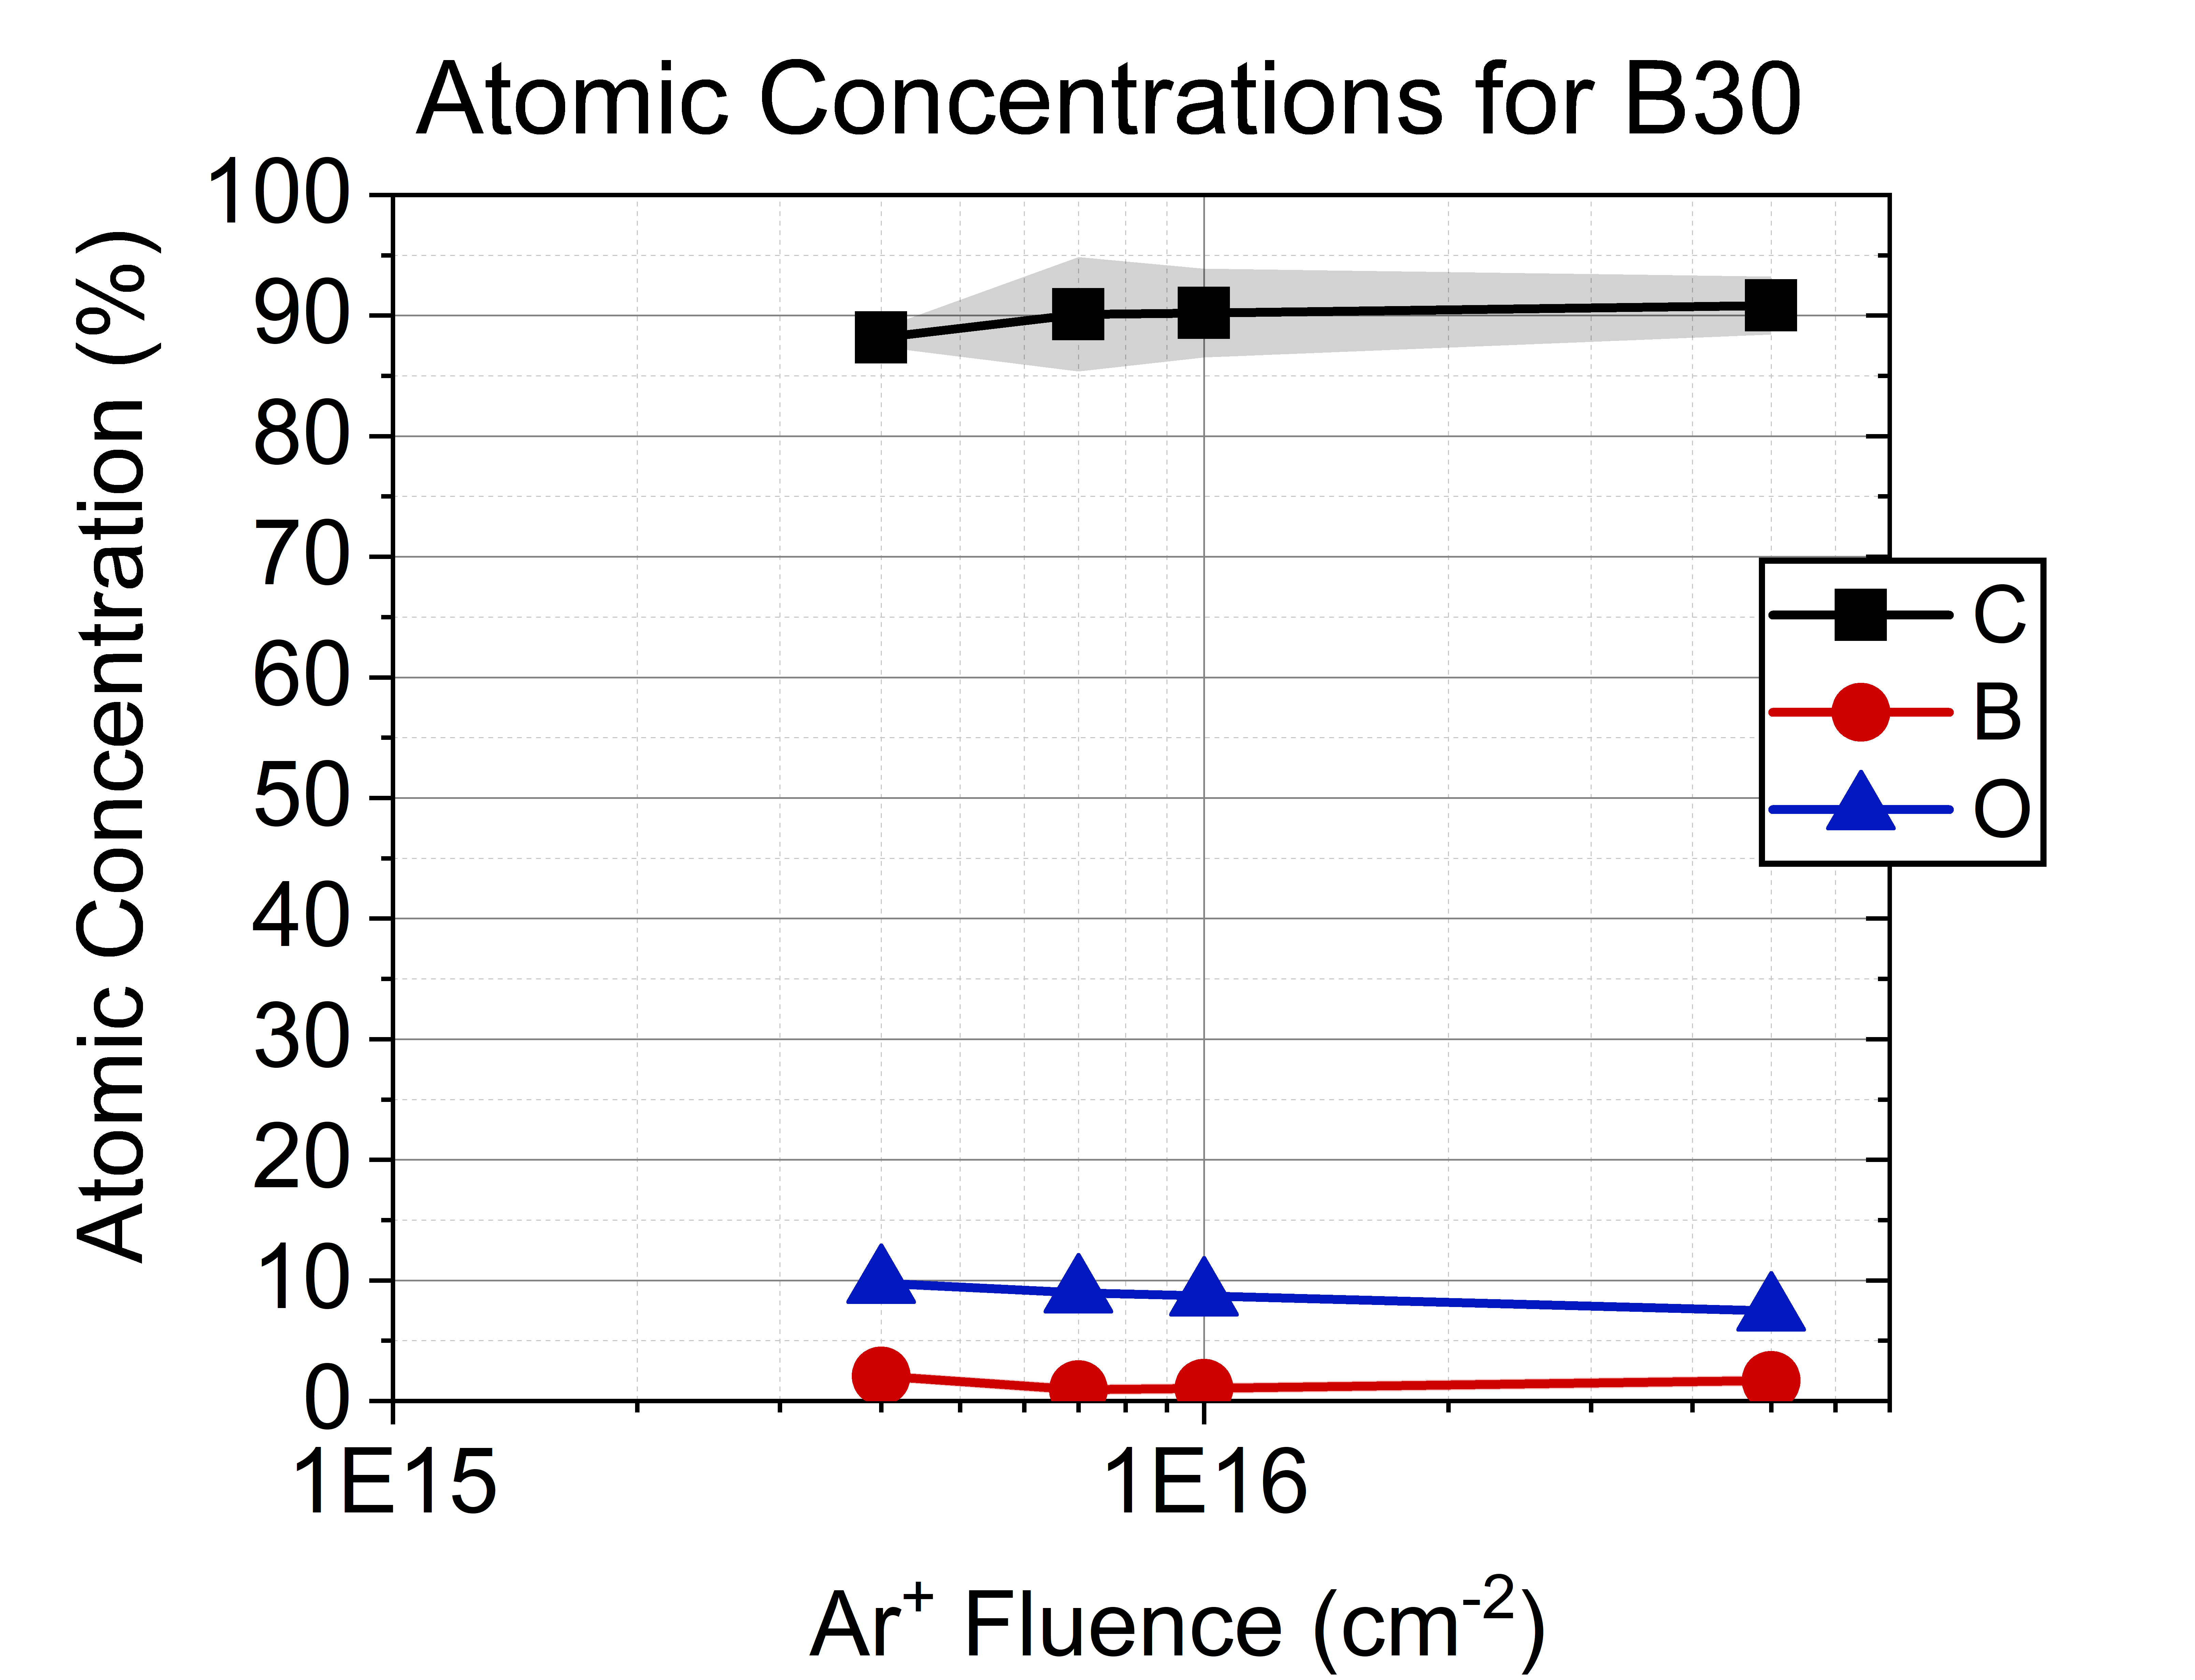 Atomic Concentrations for B30
Atomic Concentration (%)
100
90
80
70
60
50
40
30
20
10
0
C
B
O
1E15
1E16
Ar⁺ Fluence (cm⁻²)